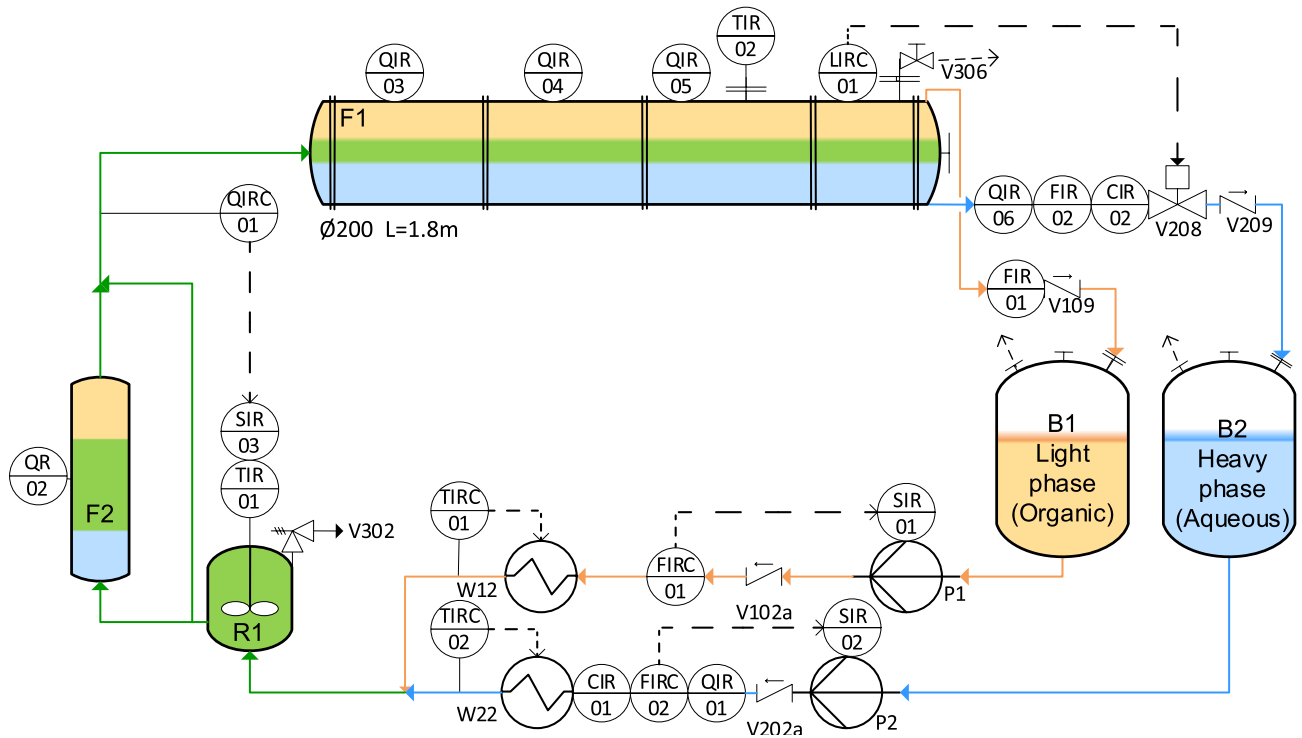 TIR
02
QIR
03
QIR
04
QIR
05
LIRC
01
V306
F1
QIRC
01
Ø200 L=1.8m
QIR
06
FIR
02
CIR
02
V208
V209
FIR
01
V109
SIR
03
TIR
01
QR
02
F2
V302
R1
B1
Light
phase
(Organic)
B2
Heavy
phase
(Aqueous)
TIRC
01
SIR
01
FIRC
01
W12
V102a
P1
TIRC
02
SIR
02
CIR
01
FIRC
02
QIR
01
W22
V202a
P2